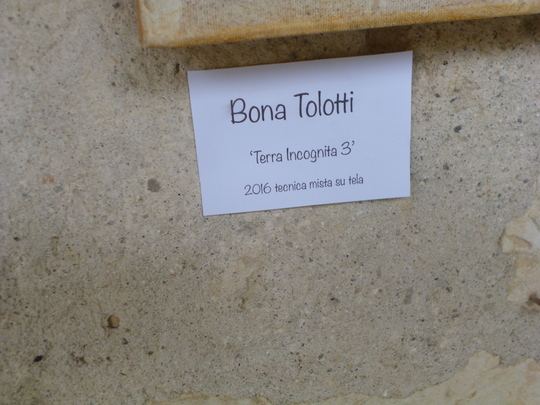 Bona Tolotti
'Terra Incognita 3'
2016 tecnica mista su tela